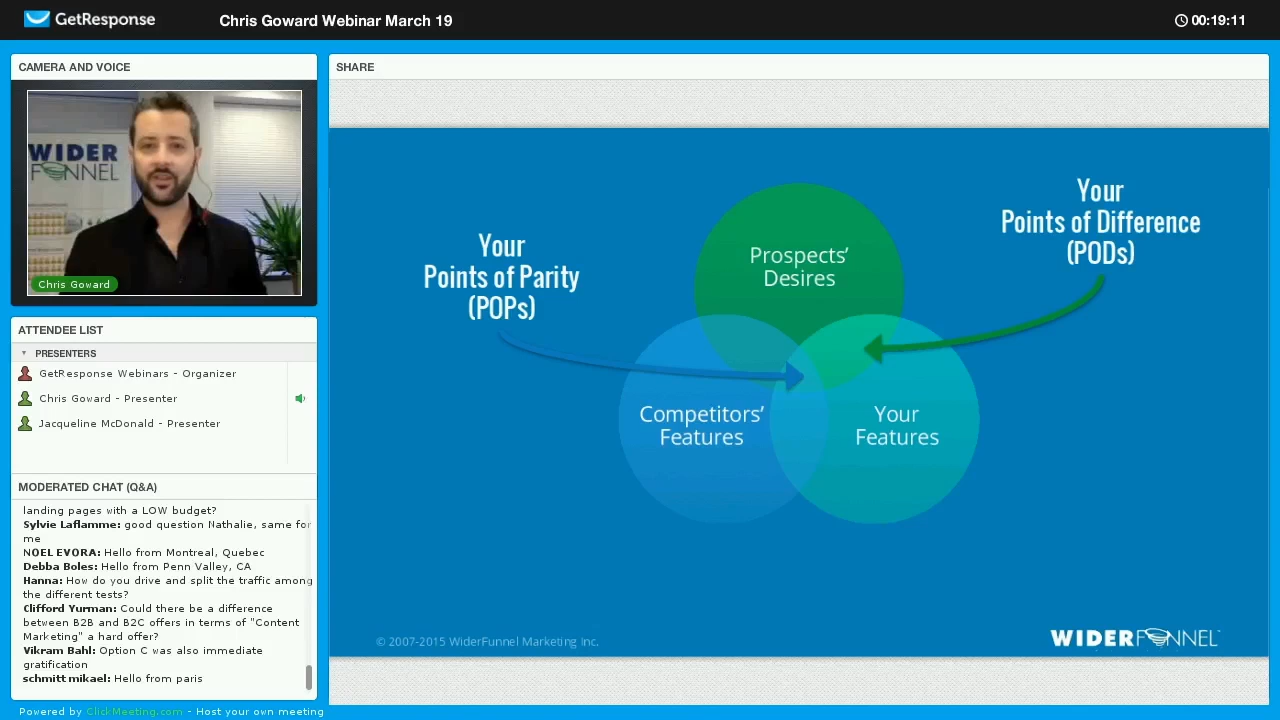 GetResponse
Chris Goward Webinar March 19
00:19:11
CAMERA AND VOICE
WIDER
FUNNEL
Chris Goward
ATTENDEE LIST
PRESENTERS
GetResponse Webinars - Organizer
Chris Goward - Presenter
Jacqueline McDonald - Presenter
MODERATED CHAT (Q&A)
landing pages with a LOW budget?
Sylvie Laflamme: good question Nathalie, same for
me
NOEL EVORA: Hello from Montreal, Quebec
Debba Boles: Hello from Penn Valley, CA
Hanna: How do you drive and split the traffic among
the different tests?
Clifford Yurman: Could there be a difference
between B2B and B2C offers in terms of "Content
Marketing" a hard offer?
Vikram Bahl: Option C was also immediate
gratification
schmitt mikael: Hello from paris
SHARE
Your
Points of Parity
(POPs)
Prospects'
Desires
Your
Points of Difference
(PODs)
Competitors'
Features
Your
Features
© 2007-2015 WiderFunnel Marketing Inc.
WIDERFUNNEL
Powered by ClickMeeting.com - Host your own meeting